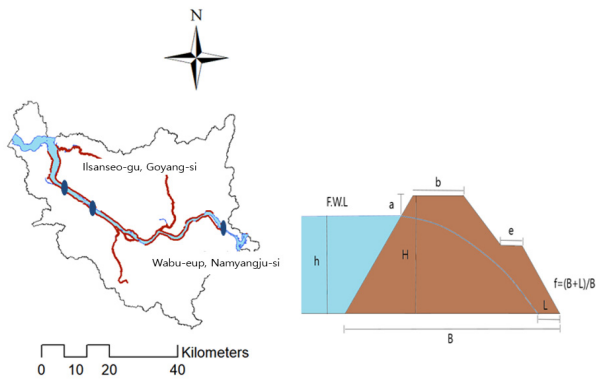 N
Ilsanseo-gu, Goyang-si
Wabu-eup, Namyangju-si
Kilometers
0 10 20 40
b
F.W.L
a
e
h
H
f=(B+L)/B
L
B